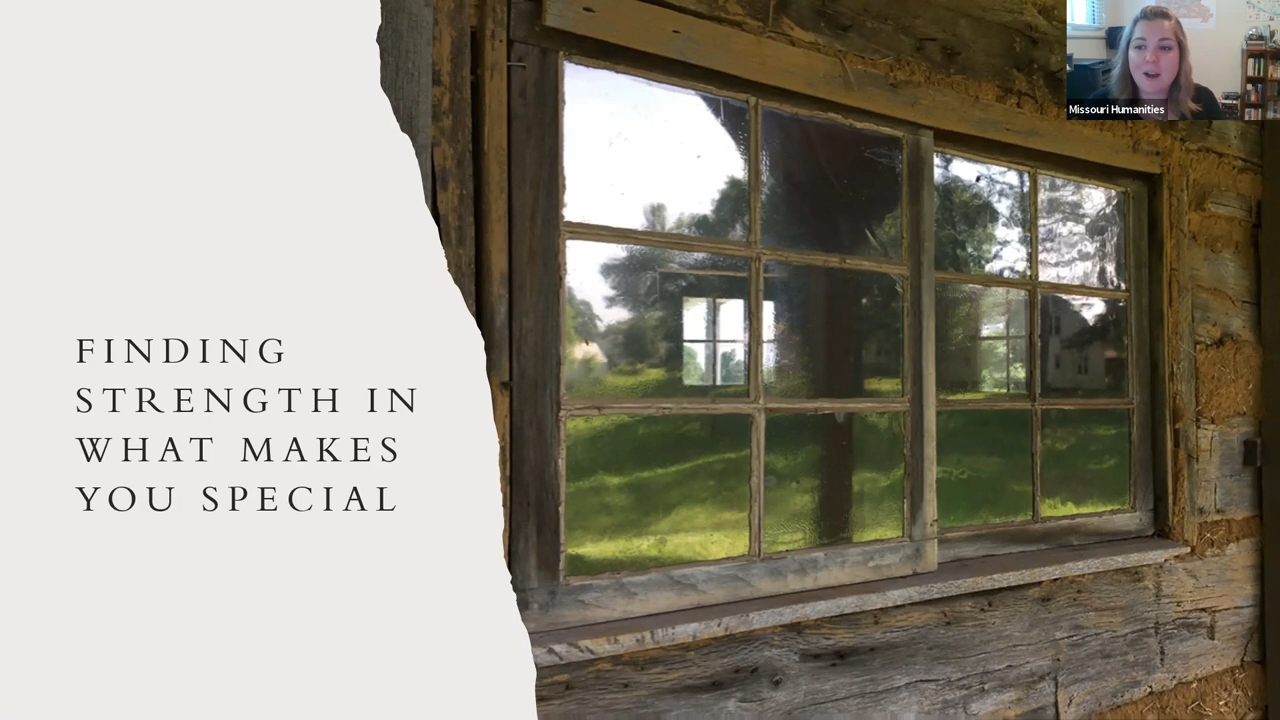 FINDING
STRENGTH IN
WHAT MAKES
YOU SPECIAL
Missouri Humanities